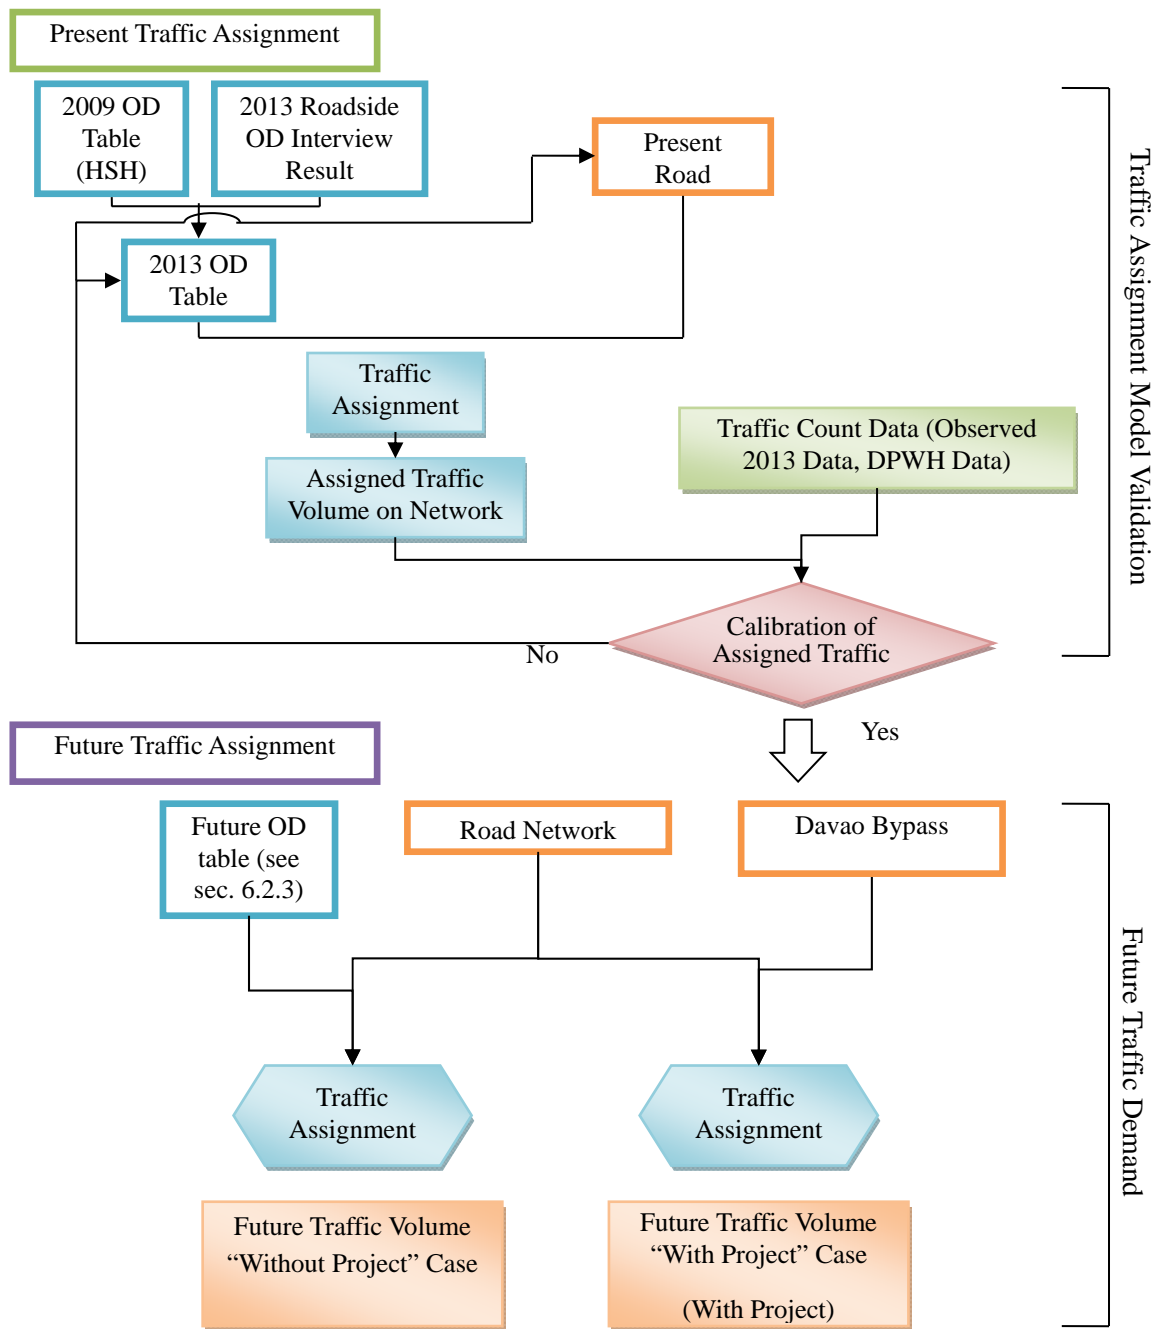 Present Traffic Assignment
2009 OD
Table
(HSH)
2013 Roadside
OD Interview
Result
Present
Road
2013 OD
Table
Traffic
Assignment
Traffic Count Data (Observed
2013 Data, DPWH Data)
Assigned Traffic
Volume on Network
Calibration of
Assigned Traffic
No
Yes
Traffic Assignment Model Validation
Future Traffic Assignment
Future OD
table (see
sec. 6.2.3)
Road Network
Davao Bypass
Traffic
Assignment
Traffic
Assignment
Future Traffic Volume
“Without Project” Case
Future Traffic Volume
“With Project” Case
(With Project)
Future Traffic Demand